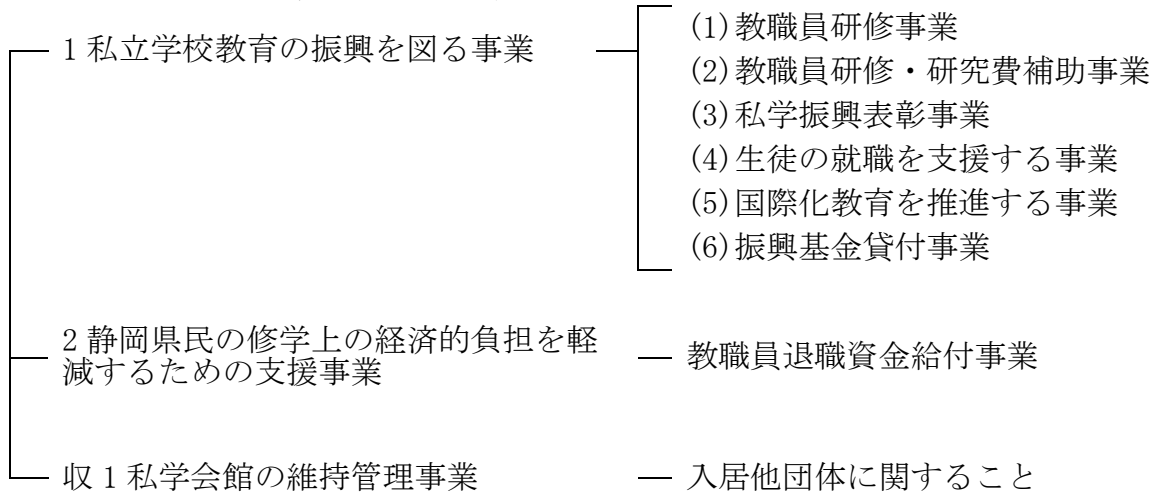 1 私立学校教育の振興を図る事業
(1)教職員研修事業
(2)教職員研修・研究費補助事業
(3)私学振興表彰事業
(4)生徒の就職を支援する事業
(5)国際化教育を推進する事業
(6)振興基金貸付事業
2 静岡県民の修学上の経済的負担を軽
減するための支援事業
教職員退職資金給付事業
収 1 私学会館の維持管理事業
入居他団体に関すること